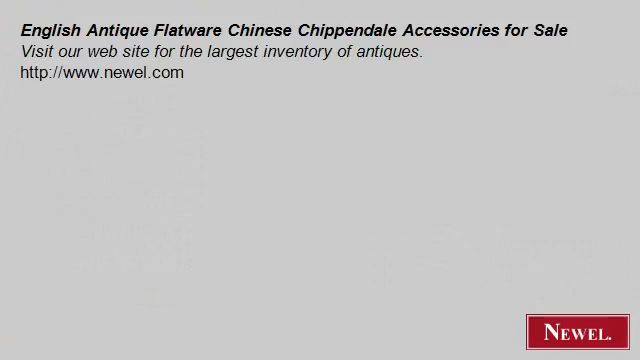 English Antique Flatware Chinese Chippendale Accessories for Sale
Visit our web site for the largest inventory of antiques.
http://www.newel.com
NEWEL.